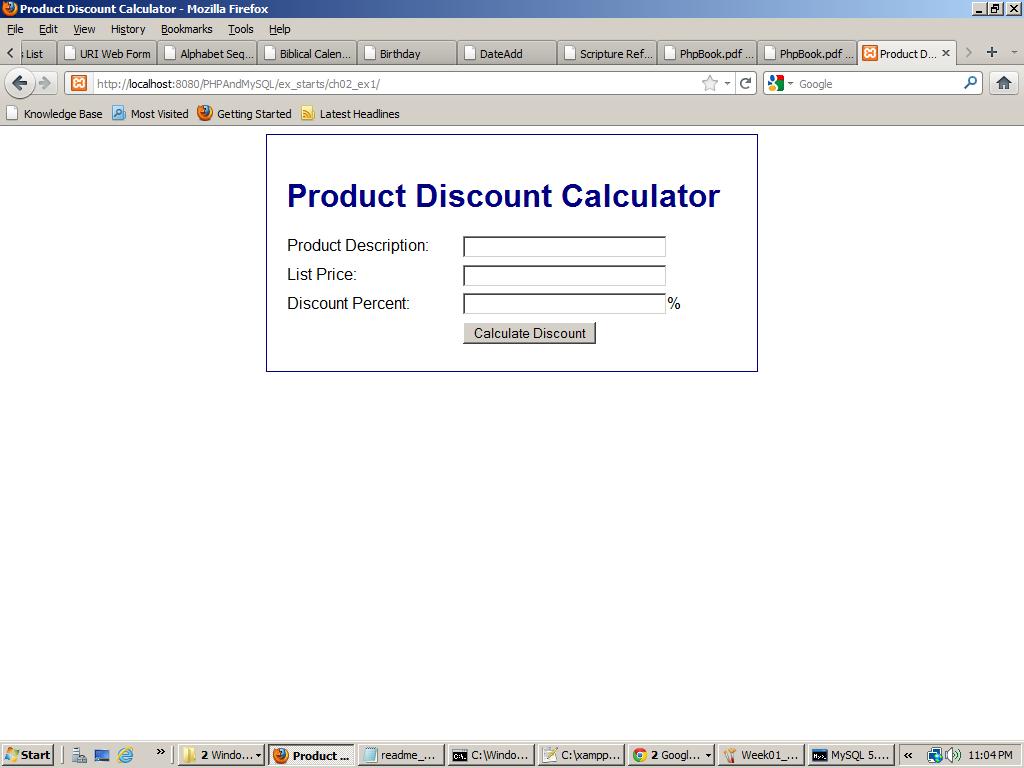 Product Discount Calculator - Mozilla Firefox
File Edit View History Bookmarks Tools Help
List URI Web Form Alphabet Seq... Biblical Calen... Birthday DateAdd Scripture Ref... PhpBook.pdf ... PhpBook.pdf ... Product D...
http://localhost:8080/PHPAndMySQL/ex_starts/ch02_ex1/ Google
Knowledge Base Most Visited Getting Started Latest Headlines
Product Discount Calculator
Product Description:
List Price:
Discount Percent: %
Calculate Discount
Start 2 Windo... Product ... readme_... C:\Windo... C:\xampp... 2 Googl... Week01_... MySQL 5.... 11:04 PM